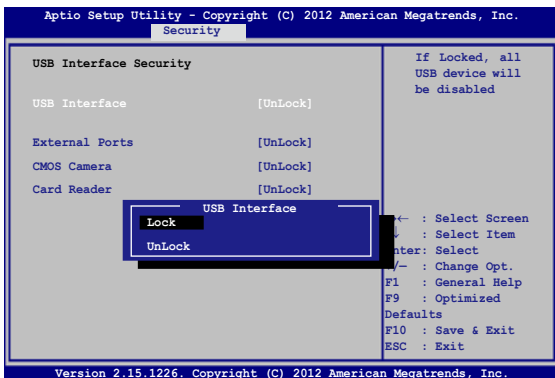 Aptio Setup Utility - Copyright (C) 2012 American Megatrends, Inc.
Security
USB Interface Security
USB Interface [UnLock]
External Ports [UnLock]
CMOS Camera [UnLock]
Card Reader [UnLock]
USB Interface
Lock
UnLock
If Locked, all
USB device will
be disabled
→← : Select Screen
: Select Item
nter: Select
/— : Change Opt.
F1 : General Help
F9 : Optimized
Defaults
F10 : Save & Exit
ESC : Exit
Version 2.15.1226. Copyright (C) 2012 American Megatrends, Inc.